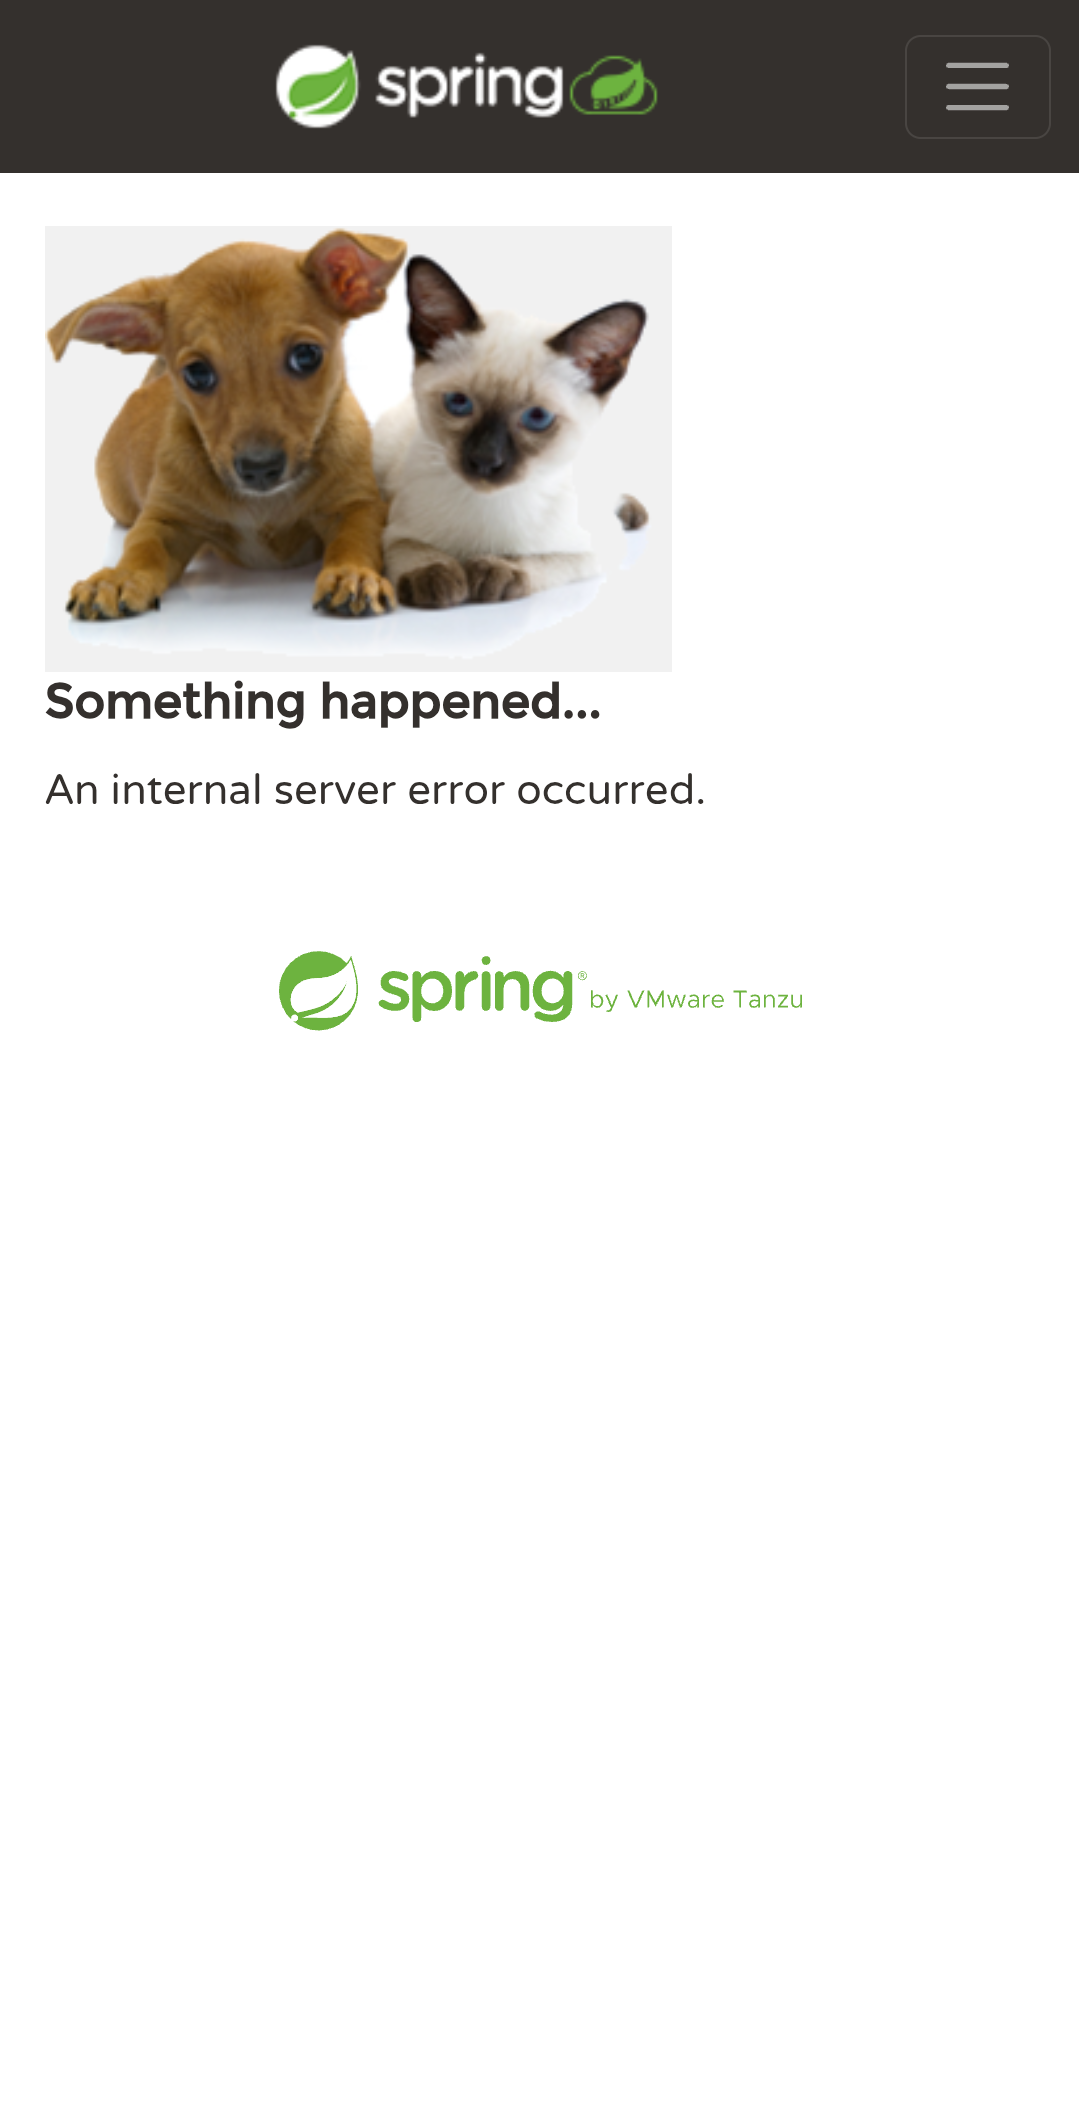 spring
Something happened...
An internal server error occurred.
spring® by VMware Tanzu